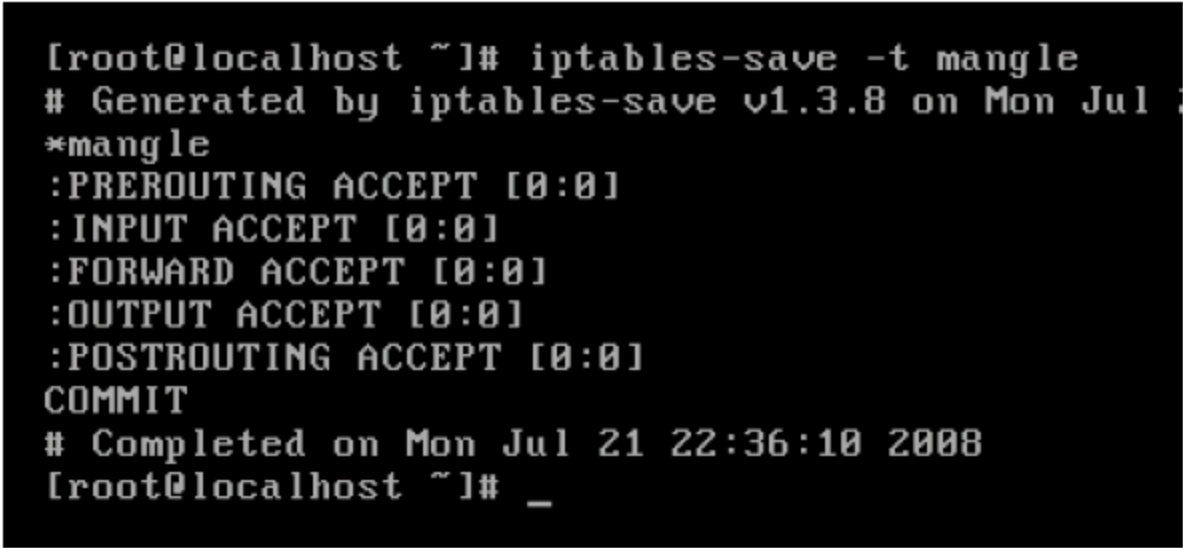 [root@localhost ~]# iptables-save -t mangle
# Generated by iptables-save v1.3.8 on Mon Jul
*mangle
:PREROUTING ACCEPT [0:0]
:INPUT ACCEPT [0:0]
:FORWARD ACCEPT [0:0]
:OUTPUT ACCEPT [0:0]
:POSTROUTING ACCEPT [0:0]
COMMIT
# Completed on Mon Jul 21 22:36:10 2008
[root@localhost ~]# _